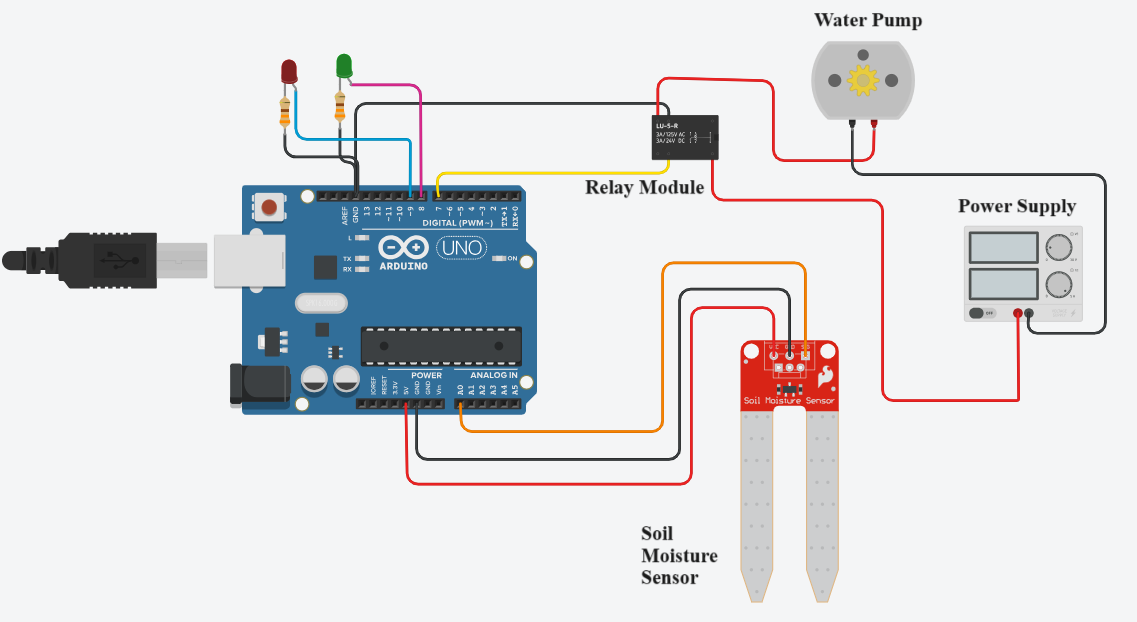 Water Pump
LU-5-R
3A/125V AC
3A/24V DC
Relay Module
Power Supply
AREF
GND
13
12
~11
~10
~9
8
7
~6
~5
4
~3
2
TX→1
RX←0
DIGITAL (PWM~)
L
TX
RX
ARDUINO
UNO
ON
POWER
ANALOG IN
IOREF
RESET
3.3V
5V
GND
GND
Vin
A0
A1
A2
A3
A4
A5
OFF
Soil Moisture Sensor
Soil
Moisture
Sensor